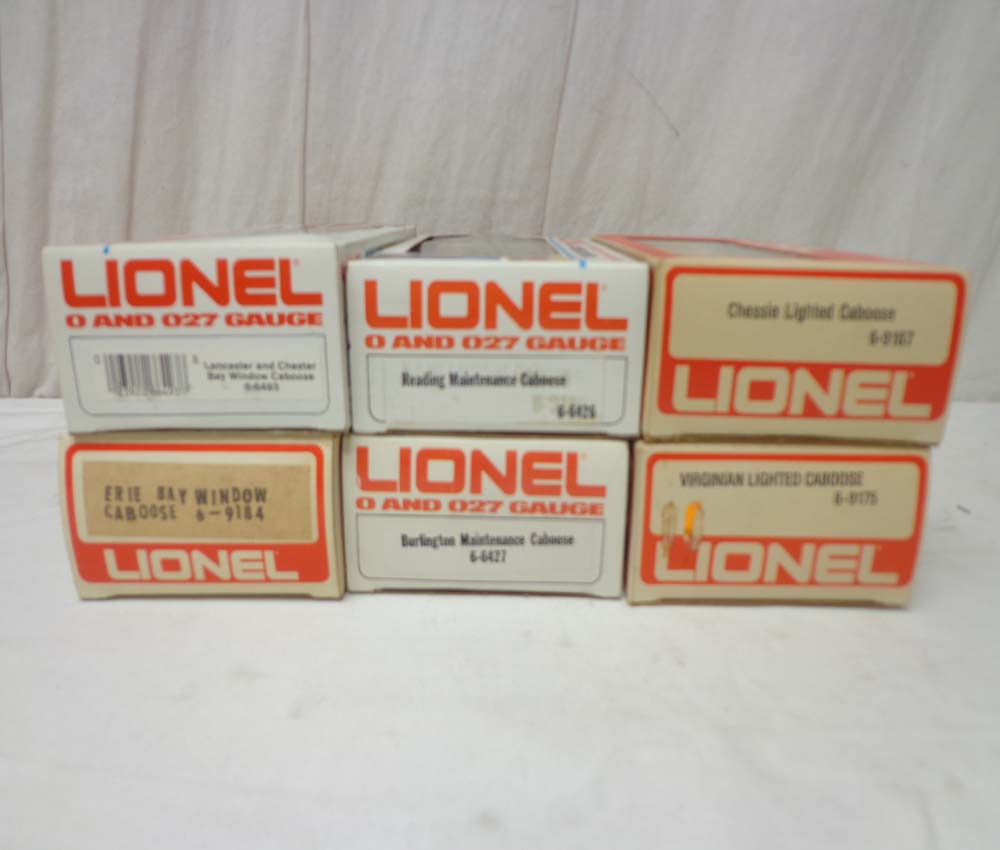 LIONEL
O AND O27 GAUGE
Lancaster and Chester
Bay Window Caboose
6-6493
LIONEL
O AND O27 GAUGE
Reading Maintenance Caboose
6-6426
Chessie Lighted Caboose
6-9167
LIONEL
ERIE BAY WINDOW
CABOOSE 6-9184
LIONEL
LIONEL
O AND O27 GAUGE
Burlington Maintenance Caboose
6-6427
VIRGINIAN LIGHTED CABOOSE
6-9175
LIONEL